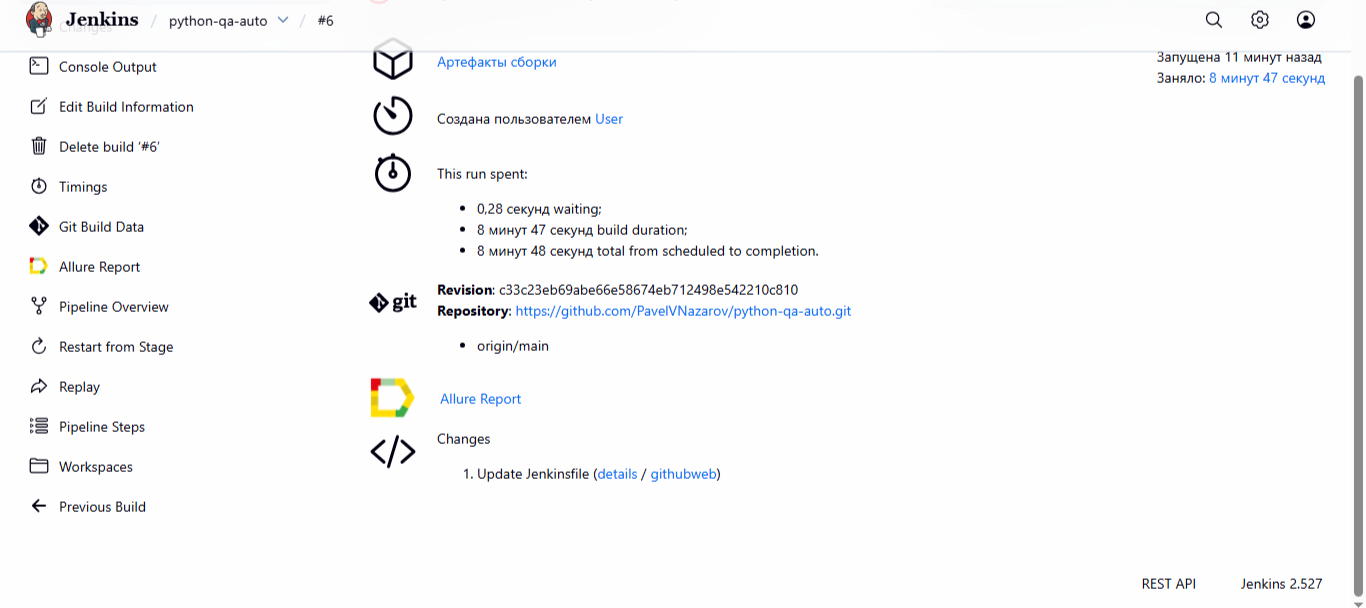 Jenkins / python-qa-auto / #6
Changes
Console Output
Edit Build Information
Delete build ‘#6’
Timings
Git Build Data
Allure Report
Pipeline Overview
Restart from Stage
Replay
Pipeline Steps
Workspaces
Previous Build
Артефакты сборки
Запущена 11 минут назад
Заняло: 8 минут 47 секунд
Создана пользователем User
This run spent:
0,28 секунд waiting;
8 минут 47 секунд build duration;
8 минут 48 секунд total from scheduled to completion.
git
Revision: c33c23eb69abe66e58674eb712498e542210c810
Repository: https://github.com/PavelVNazarov/python-qa-auto.git
origin/main
Allure Report
Changes
1. Update Jenkinsfile (details / githubweb)
REST API
Jenkins 2.527